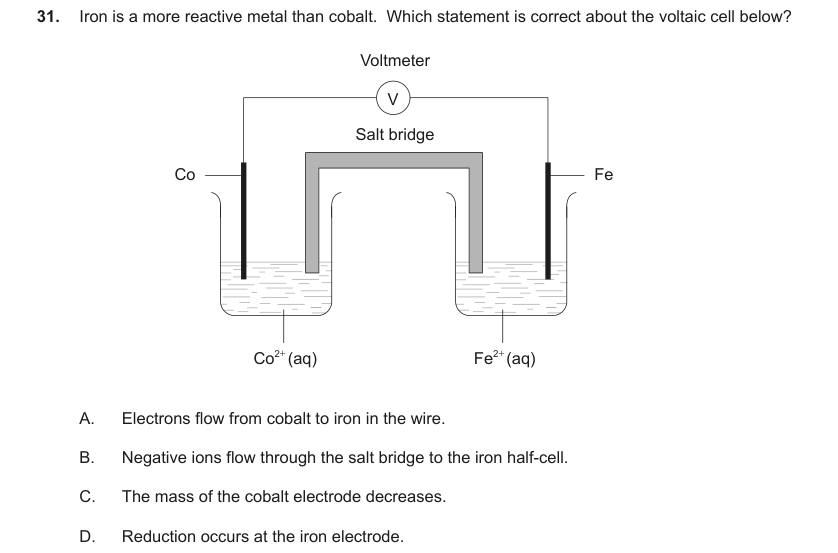 31. Iron is a more reactive metal than cobalt. Which statement is correct about the voltaic cell below?
Voltmeter
V
Salt bridge
Co
Fe
Co²⁺ (aq)
Fe²⁺ (aq)
A. Electrons flow from cobalt to iron in the wire.
B. Negative ions flow through the salt bridge to the iron half-cell.
C. The mass of the cobalt electrode decreases.
D. Reduction occurs at the iron electrode.